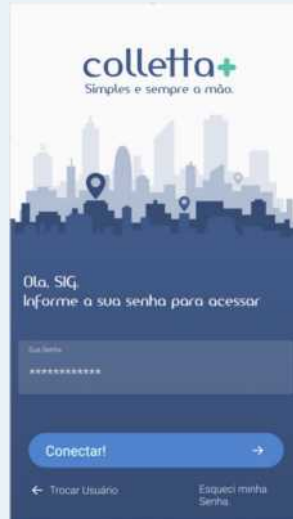 colletta+
Simples e sempre a mão.
Ola, SIG.
Informe a sua senha para acessar
Sua Senha
************
Conectar!
Trocar Usuário
Esqueci minha
Senha